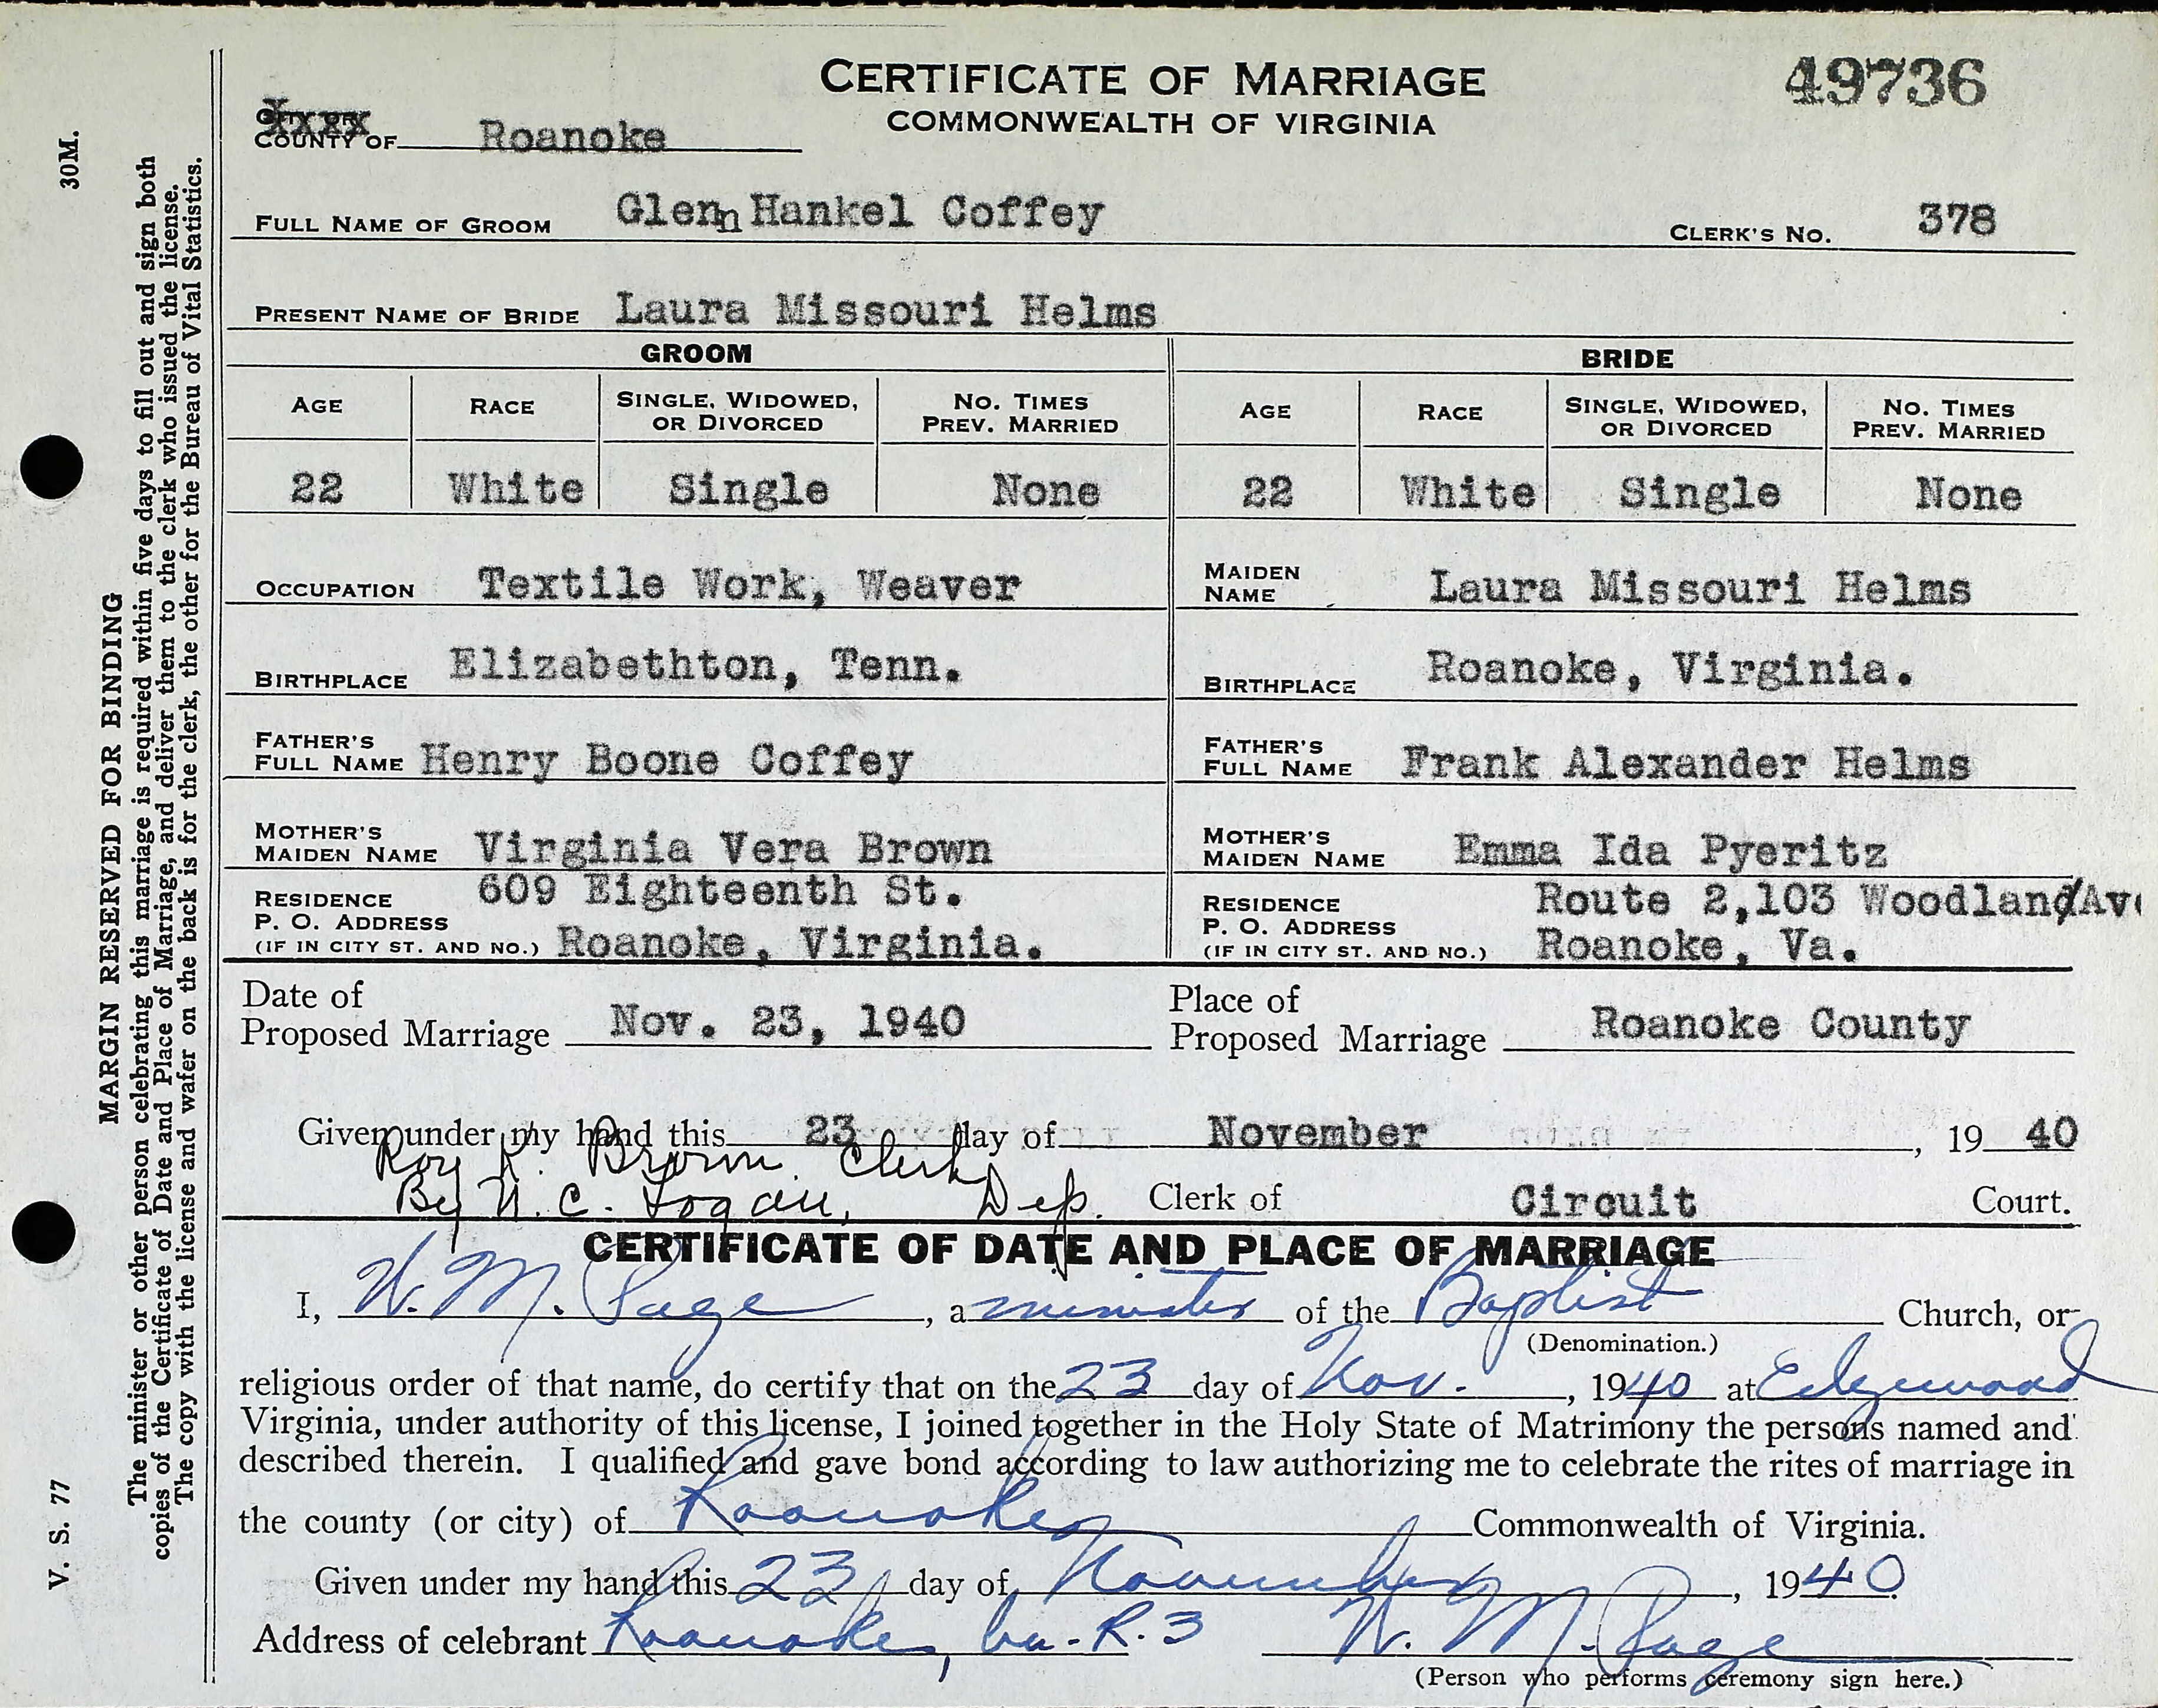 CERTIFICATE OF MARRIAGE
COMMONWEALTH OF VIRGINIA
49736
CITY OR
COUNTY OF Roanoke
FULL NAME OF GROOM Glenn Hankel Coffey CLERK'S NO. 378
PRESENT NAME OF BRIDE Laura Missouri Helms
GROOM BRIDE
AGE RACE SINGLE, WIDOWED, OR DIVORCED NO. TIMES PREV. MARRIED AGE RACE SINGLE, WIDOWED, OR DIVORCED NO. TIMES PREV. MARRIED
22 White Single None 22 White Single None
OCCUPATION Textile Work, Weaver MAIDEN NAME Laura Missouri Helms
BIRTHPLACE Elizabethton, Tenn. BIRTHPLACE Roanoke, Virginia.
FATHER'S FULL NAME Henry Boone Coffey FATHER'S FULL NAME Frank Alexander Helms
MOTHER'S MAIDEN NAME Virginia Vera Brown MOTHER'S MAIDEN NAME Emma Ida Pyeritz
RESIDENCE P. O. ADDRESS (IF IN CITY ST. AND NO.) 609 Eighteenth St. Roanoke, Virginia. RESIDENCE P. O. ADDRESS (IF IN CITY ST. AND NO.) Route 2,103 Woodland/Ave Roanoke, Va.
Date of Proposed Marriage Nov. 23, 1940 Place of Proposed Marriage Roanoke County
Given under my hand this 23 day of November, 1940
Roy K. Brown, Clerk
By N. C. Logan, Dep. Clerk of Circuit Court.
CERTIFICATE OF DATE AND PLACE OF MARRIAGE
I, W. M. Page, a minister of the Baptist Church, or
(Denomination.)
religious order of that name, do certify that on the 23 day of Nov., 1940 at Edgewood
Virginia, under authority of this license, I joined together in the Holy State of Matrimony the persons named and
described therein. I qualified and gave bond according to law authorizing me to celebrate the rites of marriage in
the county (or city) of Roanoke Commonwealth of Virginia.
Given under my hand this 23 day of November, 1940
Address of celebrant Roanoke, Va. R. 3 W. M. Page
(Person who performs ceremony sign here.)
30M.
MARGIN RESERVED FOR BINDING
The minister or other person celebrating this marriage is required within five days to fill out and sign both
copies of the Certificate of Date and Place of Marriage, and deliver them to the clerk who issued the license.
The copy with the license and wafer on the back is for the clerk, the other for the Bureau of Vital Statistics.
V. S. 77